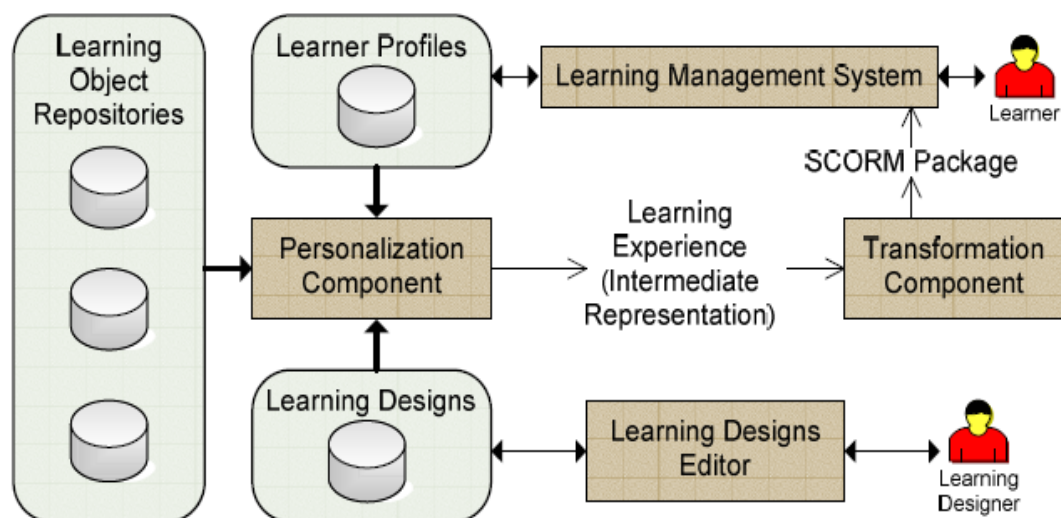 Learning
Object
Repositories
Learner Profiles
Learning Management System
Learner
SCORM Package
Personalization
Component
Learning
Experience
(Intermediate
Representation)
Transformation
Component
Learning Designs
Learning Designs
Editor
Learning
Designer